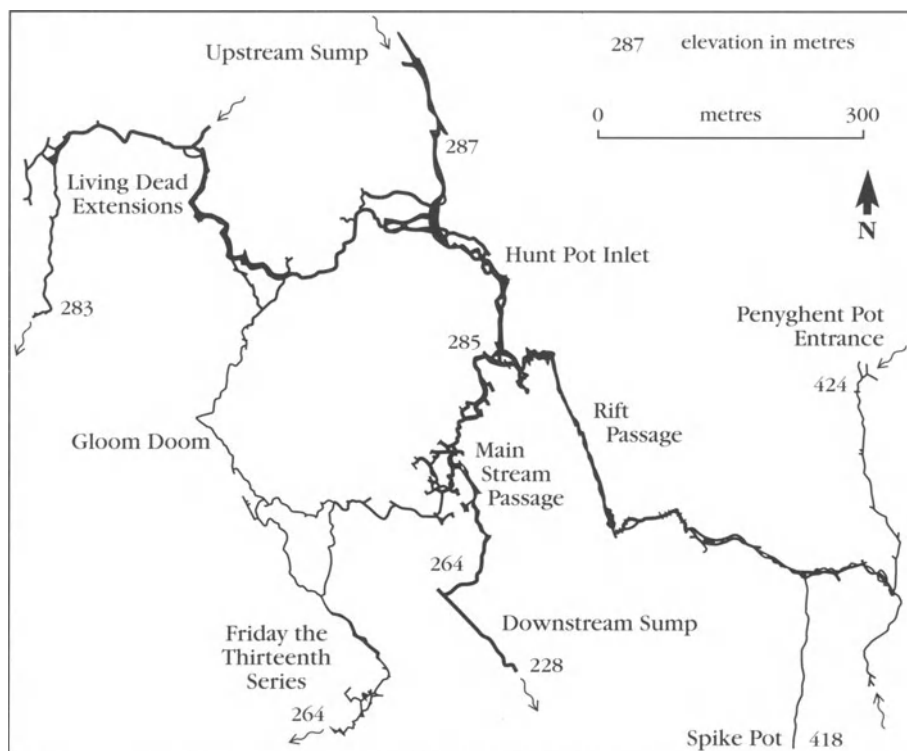 287 elevation in metres
Upstream Sump
0 metres 300
287
Living Dead
Extensions
N
Hunt Pot Inlet
283
Penyghent Pot
Entrance
285
424
Rift
Passage
Gloom Doom
Main
Stream
Passage
264
Friday the
Thirteenth
Series
Downstream Sump
228
264
Spike Pot 418